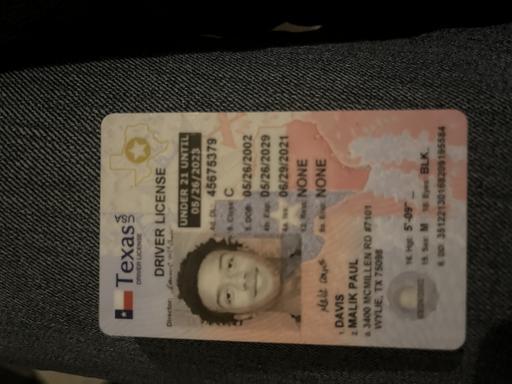 Texas USA
DRIVER LICENSE
DRIVER LICENSE
UNDER 21 UNTIL
05/26/2023
4d. DL 45675379
9. Class C
3. DOB 05/26/2002
4b. Exp 05/26/2029
4a. Iss 06/29/2021
12. Rest NONE
9a. End NONE
Director
1. DAVIS
2. MALIK PAUL
8. 3400 MCMILLEN RD #7101
WYLIE, TX 75098
16. Hgt 5'-09"
15. Sex M 18. Eyes BLK
5. DD